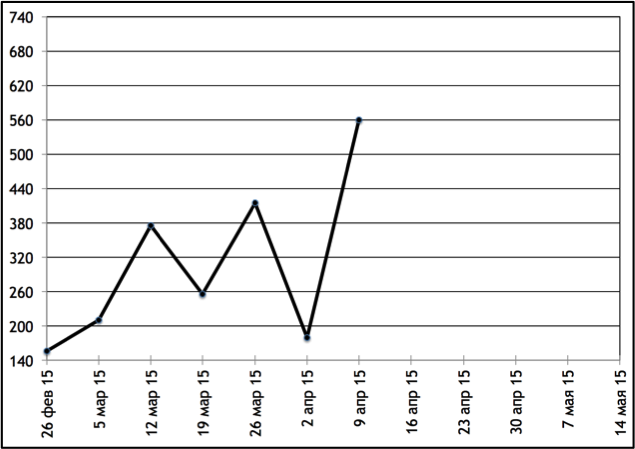 740
680
620
560
500
440
380
320
260
200
140
26 фев 15
5 мар 15
12 мар 15
19 мар 15
26 мар 15
2 апр 15
9 апр 15
16 апр 15
23 апр 15
30 апр 15
7 мая 15
14 мая 15